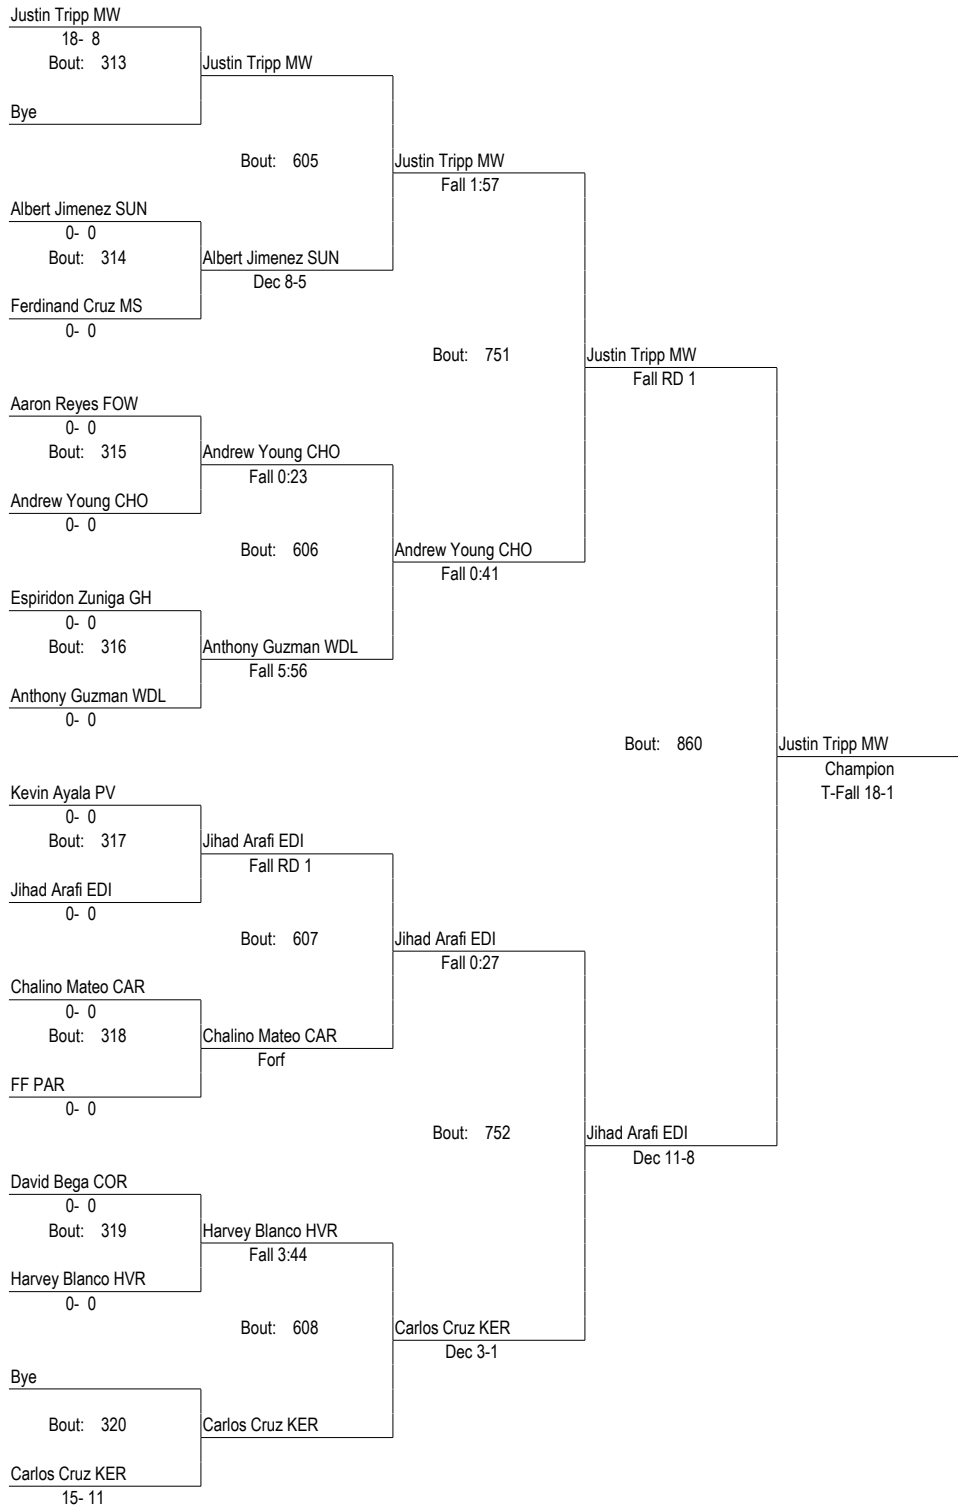 Justin Tripp MW
18- 8
Bout: 313
Justin Tripp MW
Bye
Bout: 605
Justin Tripp MW
Fall 1:57
Albert Jimenez SUN
0- 0
Bout: 314
Albert Jimenez SUN
Dec 8-5
Ferdinand Cruz MS
0- 0
Bout: 751
Justin Tripp MW
Fall RD 1
Aaron Reyes FOW
0- 0
Bout: 315
Andrew Young CHO
Fall 0:23
Andrew Young CHO
0- 0
Bout: 606
Andrew Young CHO
Fall 0:41
Espiridon Zuniga GH
0- 0
Bout: 316
Anthony Guzman WDL
Fall 5:56
Anthony Guzman WDL
0- 0
Bout: 860
Justin Tripp MW
Champion
T-Fall 18-1
Kevin Ayala PV
0- 0
Bout: 317
Jihad Arafi EDI
Fall RD 1
Jihad Arafi EDI
0- 0
Bout: 607
Jihad Arafi EDI
Fall 0:27
Chalino Mateo CAR
0- 0
Bout: 318
Chalino Mateo CAR
Forf
FF PAR
0- 0
Bout: 752
Jihad Arafi EDI
Dec 11-8
David Bega COR
0- 0
Bout: 319
Harvey Blanco HVR
Fall 3:44
Harvey Blanco HVR
0- 0
Bout: 608
Carlos Cruz KER
Dec 3-1
Bye
Bout: 320
Carlos Cruz KER
Carlos Cruz KER
15- 11